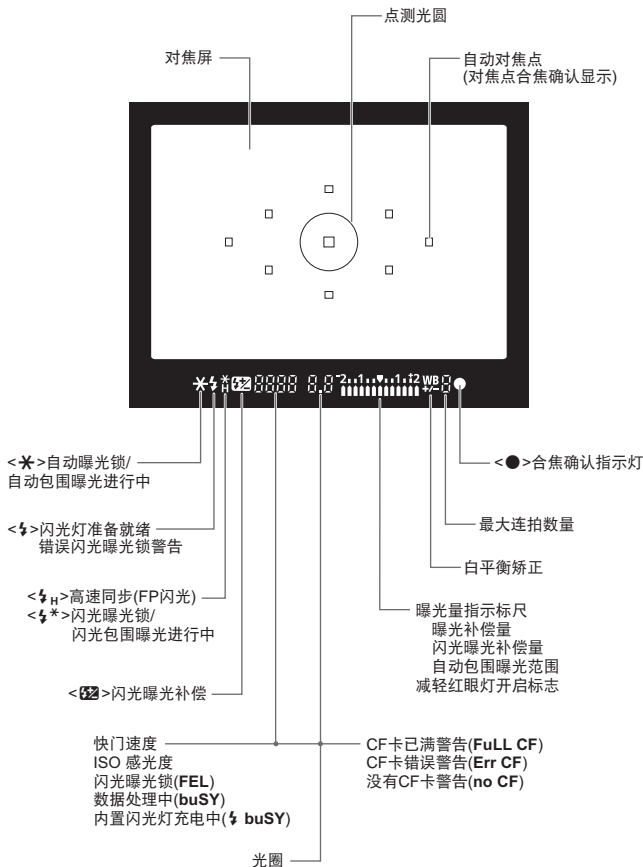 点测光圆
对焦屏
自动对焦点
(对焦点合焦确认显示)
-2..1..▼..1..+2 WB +/-
<✱>自动曝光锁/
自动包围曝光进行中
<●>合焦确认指示灯
<⚡>闪光灯准备就绪
错误闪光曝光锁警告
最大连拍数量
白平衡矫正
<⚡H>高速同步(FP闪光)
<⚡*>闪光曝光锁/
闪光包围曝光进行中
曝光量指示标尺
曝光补偿量
闪光曝光补偿量
自动包围曝光范围
减轻红眼灯开启标志
<⚡±>闪光曝光补偿
快门速度
ISO 感光度
闪光曝光锁(FEL)
数据处理中(buSY)
内置闪光灯充电中(⚡ buSY)
CF卡已满警告(FuLL CF)
CF卡错误警告(Err CF)
没有CF卡警告(no CF)
光圈